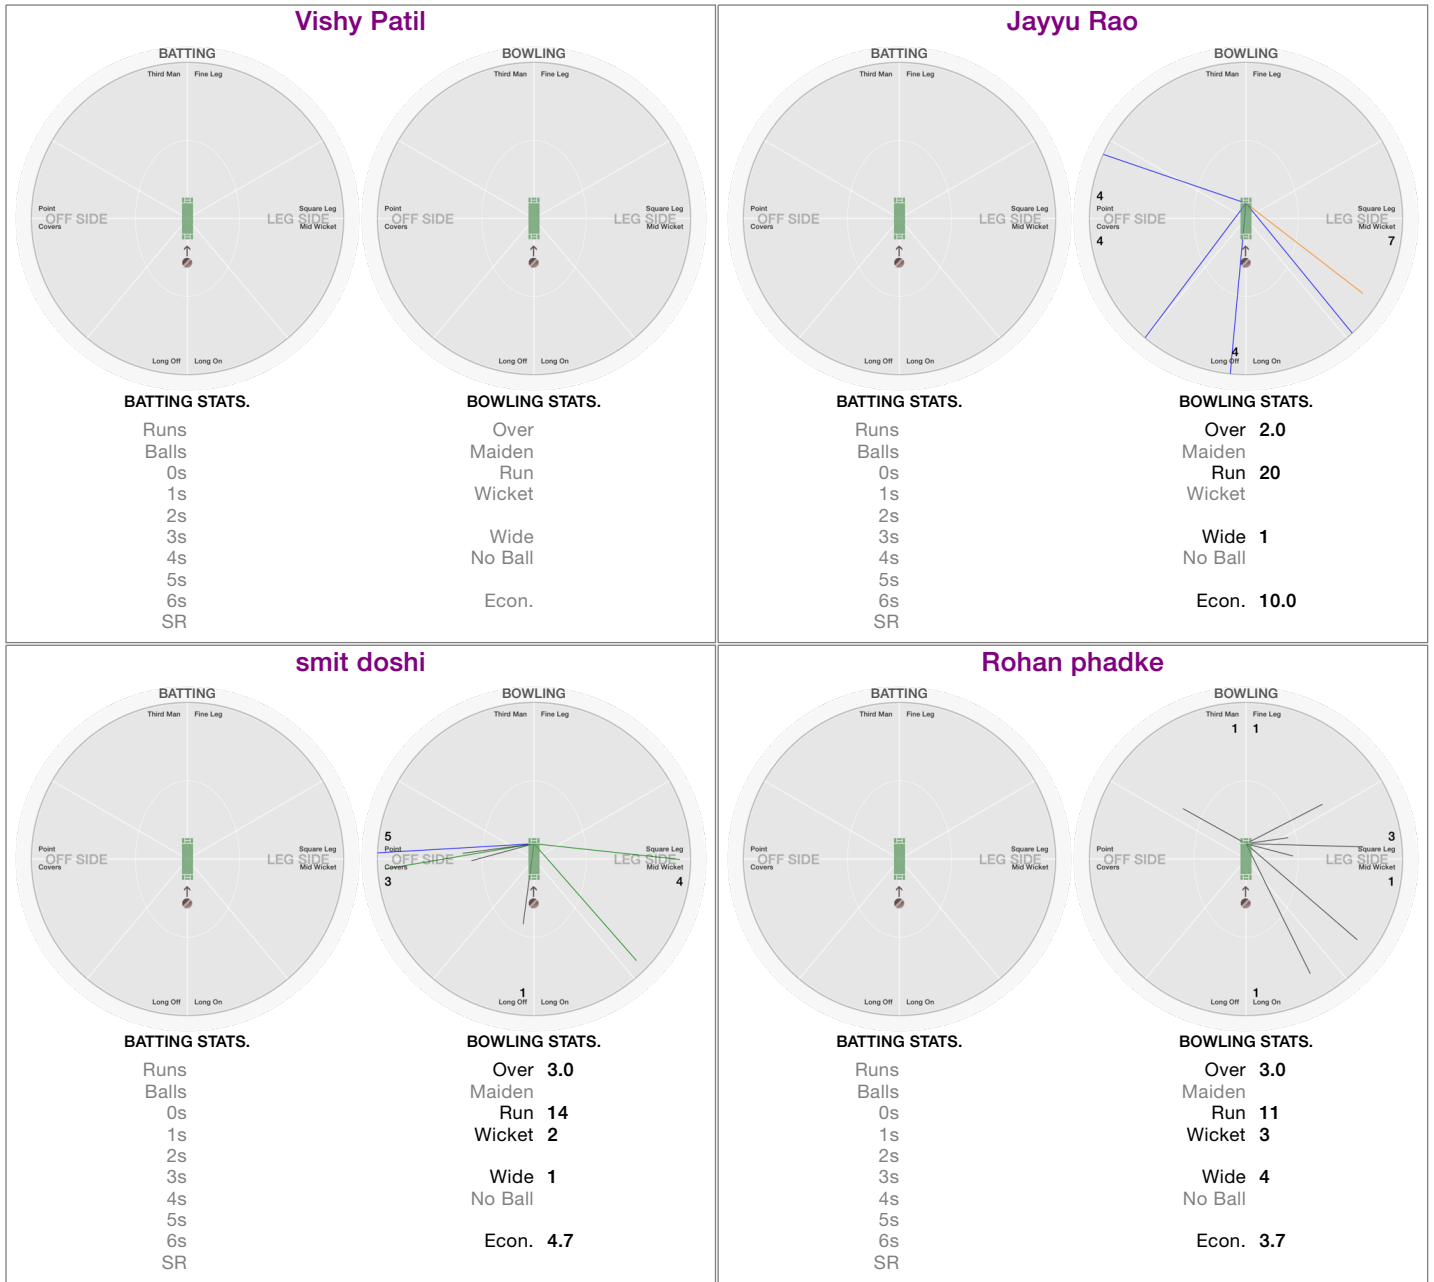 Vishy Patil
BATTING
Third Man Fine Leg
Point
OFF SIDE
Covers
Square Leg
LEG SIDE
Mid Wicket
Long Off Long On
BOWLING
Third Man Fine Leg
Point
OFF SIDE
Covers
Square Leg
LEG SIDE
Mid Wicket
Long Off Long On
BATTING STATS.
Runs
Balls
0s
1s
2s
3s
4s
5s
6s
SR
BOWLING STATS.
Over
Maiden
Run
Wicket
Wide
No Ball
Econ.
Jayyu Rao
BATTING
Third Man Fine Leg
Point
OFF SIDE
Covers
Square Leg
LEG SIDE
Mid Wicket
Long Off Long On
BOWLING
Third Man Fine Leg
4
Point
OFF SIDE
Covers
4
Square Leg
LEG SIDE
Mid Wicket
7
4
Long Off Long On
BATTING STATS.
Runs
Balls
0s
1s
2s
3s
4s
5s
6s
SR
BOWLING STATS.
Over 2.0
Maiden
Run 20
Wicket
Wide 1
No Ball
Econ. 10.0
smit doshi
BATTING
Third Man Fine Leg
Point
OFF SIDE
Covers
Square Leg
LEG SIDE
Mid Wicket
Long Off Long On
BOWLING
Third Man Fine Leg
5
Point
OFF SIDE
Covers
3
Square Leg
LEG SIDE
Mid Wicket
4
1
Long Off Long On
BATTING STATS.
Runs
Balls
0s
1s
2s
3s
4s
5s
6s
SR
BOWLING STATS.
Over 3.0
Maiden
Run 14
Wicket 2
Wide 1
No Ball
Econ. 4.7
Rohan phadke
BATTING
Third Man Fine Leg
Point
OFF SIDE
Covers
Square Leg
LEG SIDE
Mid Wicket
Long Off Long On
BOWLING
Third Man Fine Leg
1 1
Point
OFF SIDE
Covers
3
Square Leg
LEG SIDE
Mid Wicket
1
1
Long Off Long On
BATTING STATS.
Runs
Balls
0s
1s
2s
3s
4s
5s
6s
SR
BOWLING STATS.
Over 3.0
Maiden
Run 11
Wicket 3
Wide 4
No Ball
Econ. 3.7